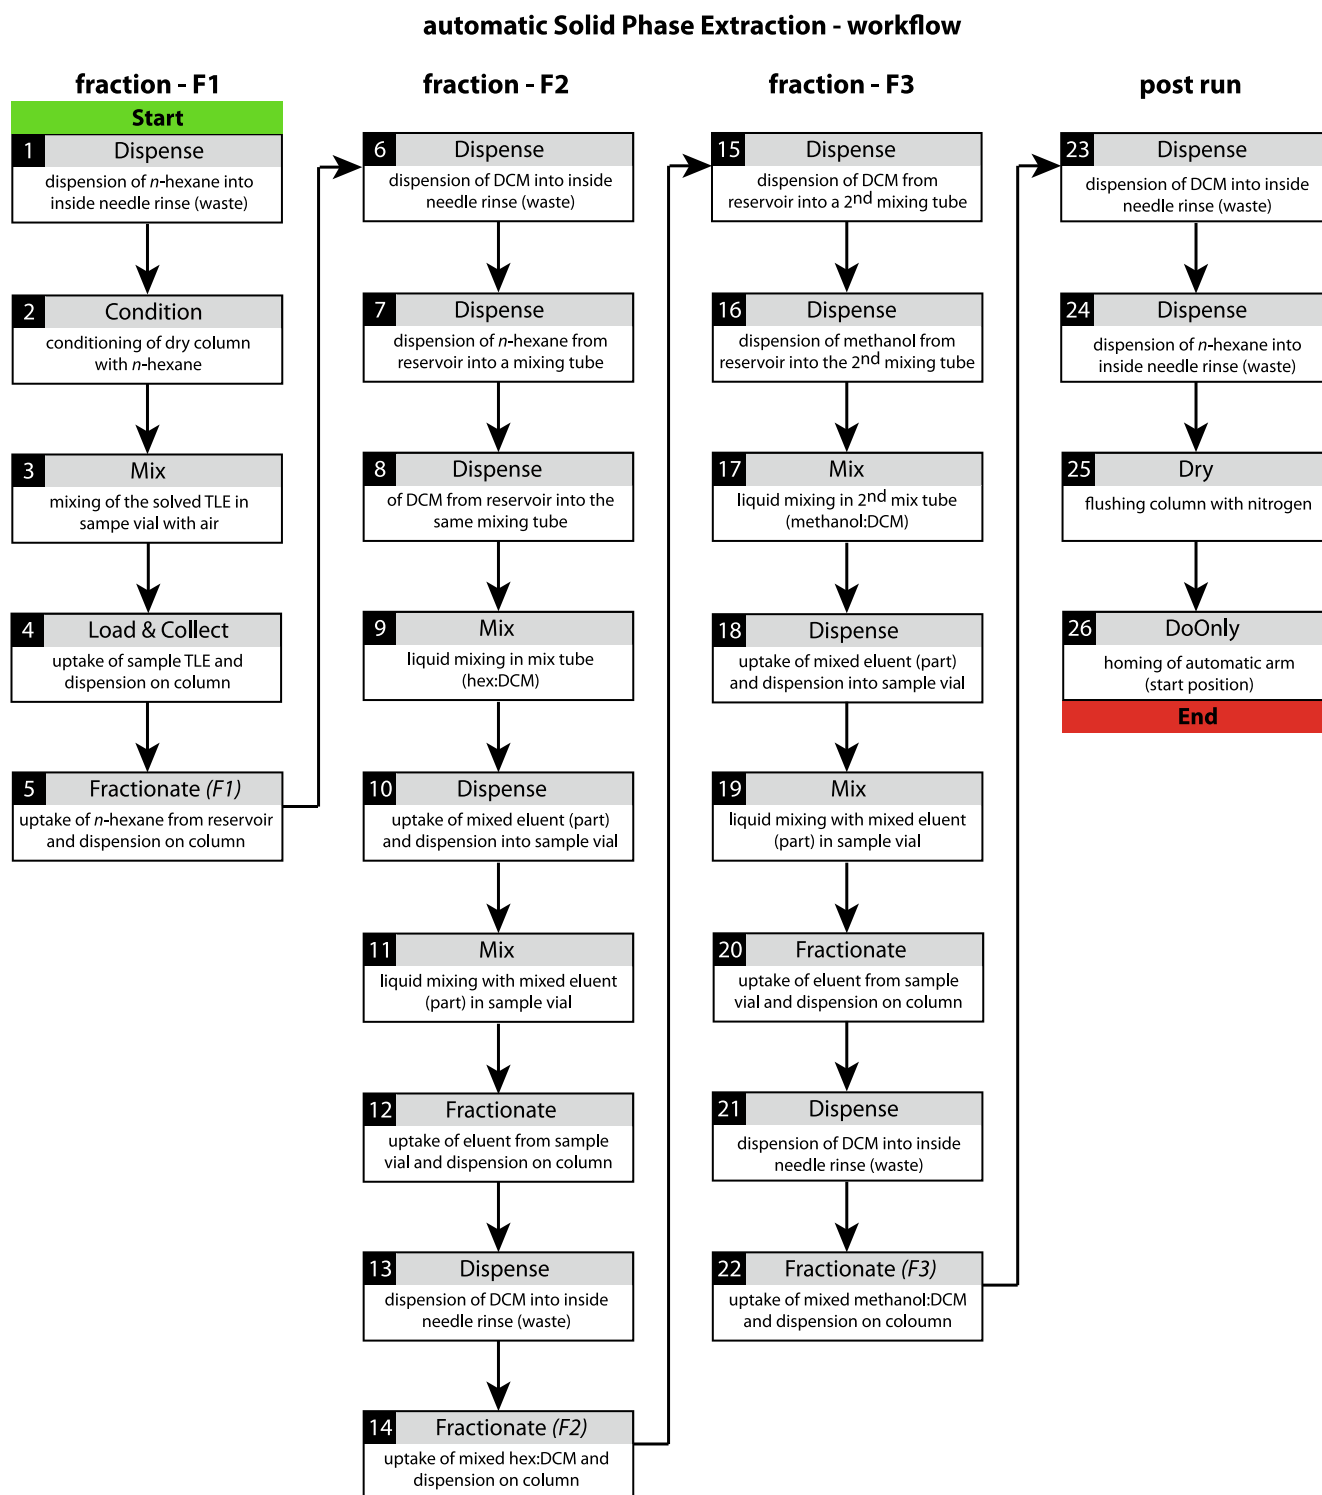 automatic Solid Phase Extraction - workflow
fraction - F1
Start
1 Dispense
dispension of n-hexane into
inside needle rinse (waste)
2 Condition
conditioning of dry column
with n-hexane
3 Mix
mixing of the solved TLE in
sampe vial with air
4 Load & Collect
uptake of sample TLE and
dispension on column
5 Fractionate (F1)
uptake of n-hexane from reservoir
and dispension on column
fraction - F2
6 Dispense
dispension of DCM into inside
needle rinse (waste)
7 Dispense
dispension of n-hexane from
reservoir into a mixing tube
8 Dispense
of DCM from reservoir into the
same mixing tube
9 Mix
liquid mixing in mix tube
(hex:DCM)
10 Dispense
uptake of mixed eluent (part)
and dispension into sample vial
11 Mix
liquid mixing with mixed eluent
(part) in sample vial
12 Fractionate
uptake of eluent from sample
vial and dispension on column
13 Dispense
dispension of DCM into inside
needle rinse (waste)
14 Fractionate (F2)
uptake of mixed hex:DCM and
dispension on column
fraction - F3
15 Dispense
dispension of DCM from
reservoir into a 2nd mixing tube
16 Dispense
dispension of methanol from
reservoir into the 2nd mixing tube
17 Mix
liquid mixing in 2nd mix tube
(methanol:DCM)
18 Dispense
uptake of mixed eluent (part)
and dispension into sample vial
19 Mix
liquid mixing with mixed eluent
(part) in sample vial
20 Fractionate
uptake of eluent from sample
vial and dispension on column
21 Dispense
dispension of DCM into inside
needle rinse (waste)
22 Fractionate (F3)
uptake of mixed methanol:DCM
and dispension on coloumn
post run
23 Dispense
dispension of DCM into inside
needle rinse (waste)
24 Dispense
dispension of n-hexane into
inside needle rinse (waste)
25 Dry
flushing column with nitrogen
26 DoOnly
homing of automatic arm
(start position)
End